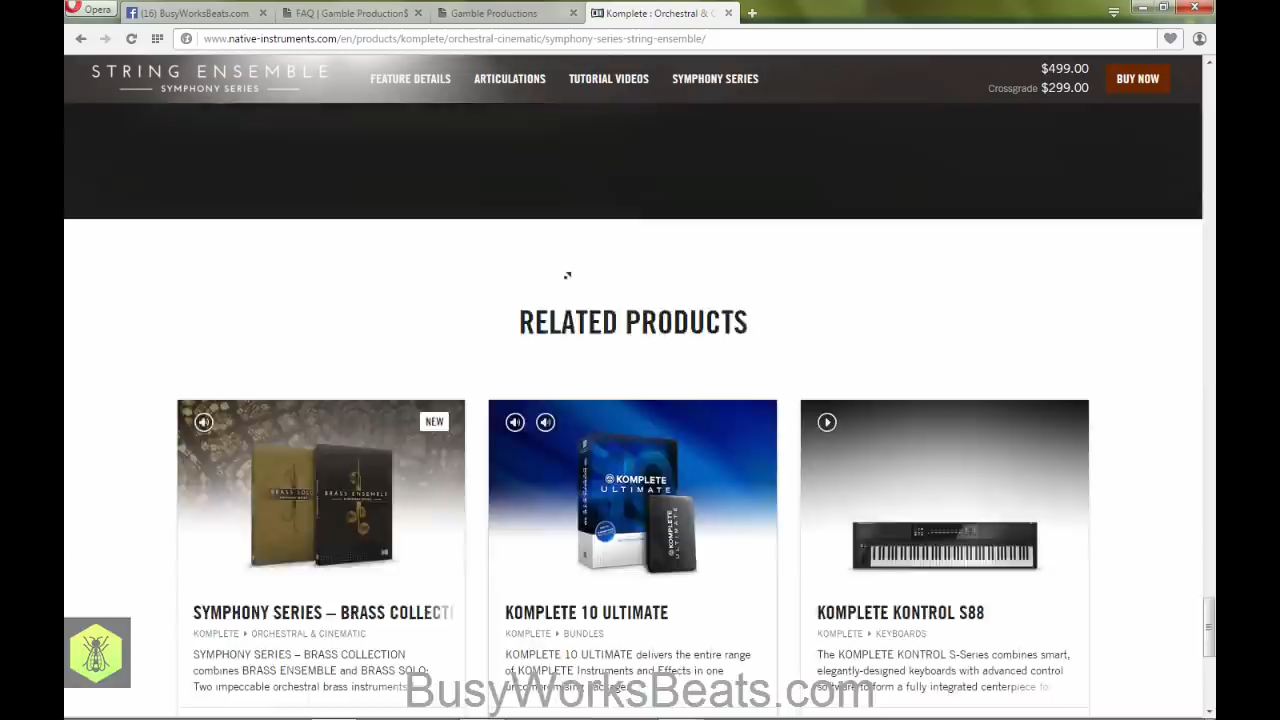 Opera
(16) BusyWorksBeats.com
FAQ | Gamble Production$
Gamble Productions
Komplete : Orchestral & C
www.native-instruments.com/en/products/komplete/orchestral-cinematic/symphony-series-string-ensemble/
STRING ENSEMBLE
SYMPHONY SERIES
FEATURE DETAILS
ARTICULATIONS
TUTORIAL VIDEOS
SYMPHONY SERIES
$499.00
Crossgrade $299.00
BUY NOW
RELATED PRODUCTS
NEW
BRASS SOLO
BRASS ENSEMBLE
KOMPLETE
ULTIMATE
KOMPLETE
ULTIMATE
SYMPHONY SERIES – BRASS COLLECTI
KOMPLETE ORCHESTRAL & CINEMATIC
SYMPHONY SERIES – BRASS COLLECTION
combines BRASS ENSEMBLE and BRASS SOLO:
Two impeccable orchestral brass instruments
KOMPLETE 10 ULTIMATE
KOMPLETE BUNDLES
KOMPLETE 10 ULTIMATE delivers the entire range
of KOMPLETE Instruments and Effects in one
uncompromising package.
KOMPLETE KONTROL S88
KOMPLETE KEYBOARDS
The KOMPLETE KONTROL S-Series combines smart,
elegantly-designed keyboards with advanced control
software to form a fully integrated centerpiece fo
BusyWorksBeats.com